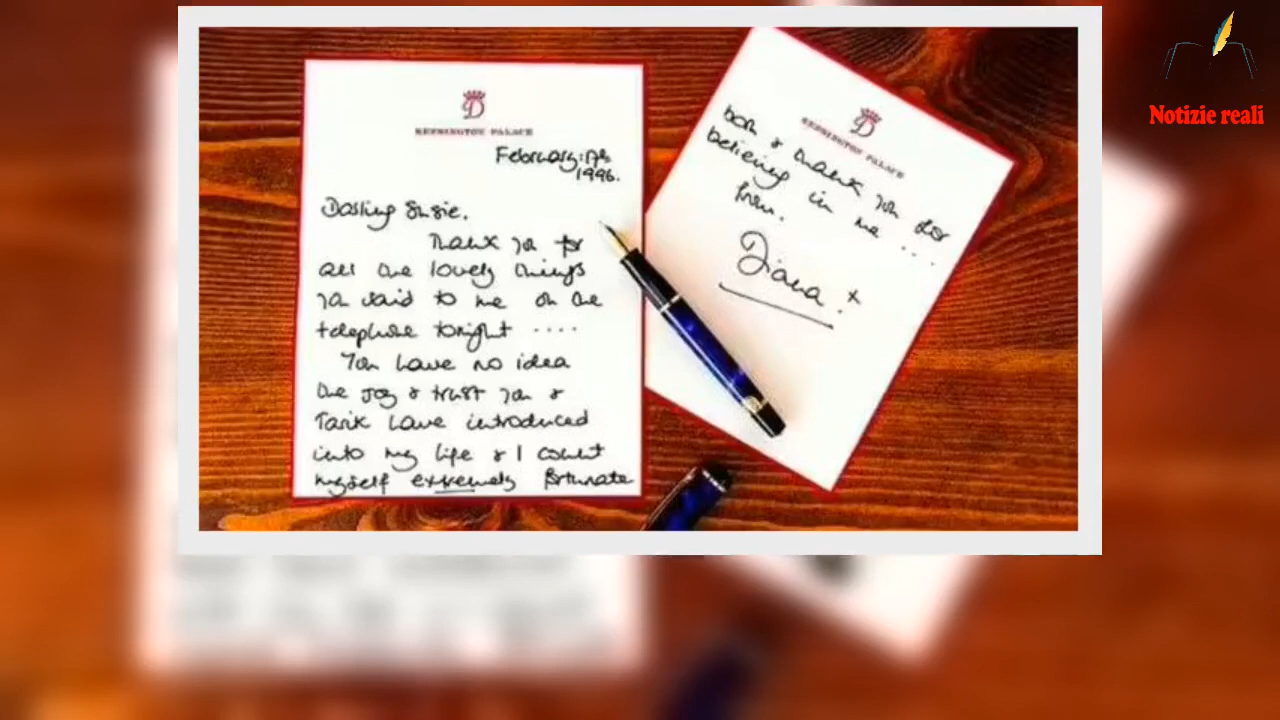 Notizie reali
D
KENSINGTON PALACE
February 17th
1996.
Darling Susie,
Thank you for
all the lovely things
you said to me on the
telephone tonight ....
You have no idea
the joy & trust you &
Tarik have introduced
into my life & I count
myself extremely fortunate
D
KENSINGTON PALACE
both & thank you for
believing in me ....
from.
Diana. x